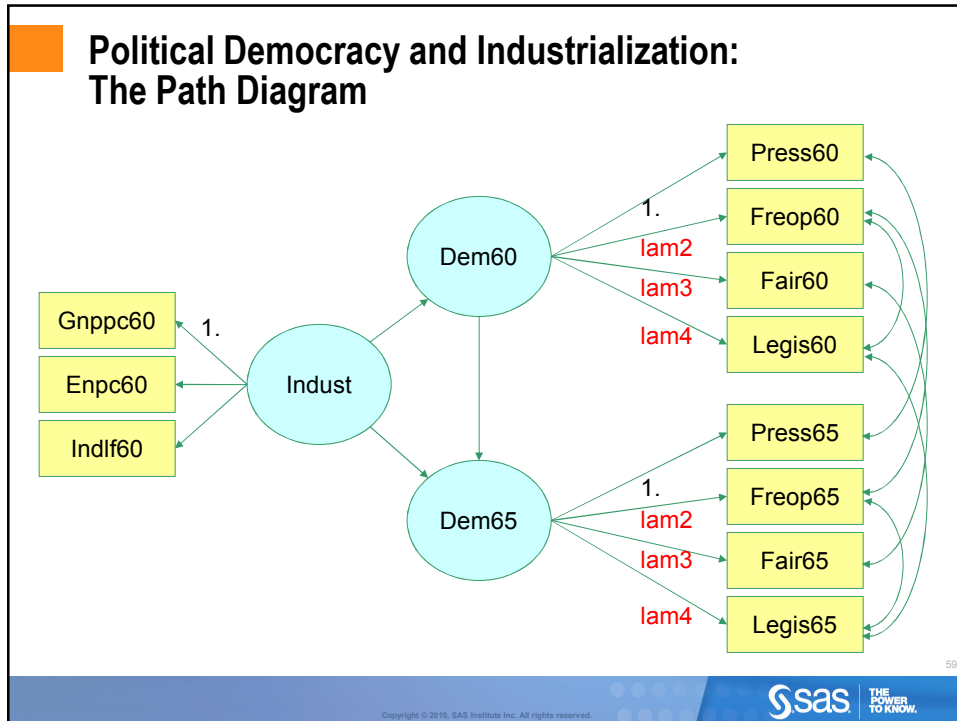 Political Democracy and Industrialization:
The Path Diagram
Press60
1.
Freop60
Dem60
lam2
Fair60
lam3
Gnppc60
1.
lam4
Legis60
Enpc60
Indust
Indlf60
Press65
1.
Freop65
Dem65
lam2
Fair65
lam3
lam4
Legis65
59
Copyright © 2010, SAS Institute Inc. All rights reserved.
sas
THE
POWER
TO KNOW.